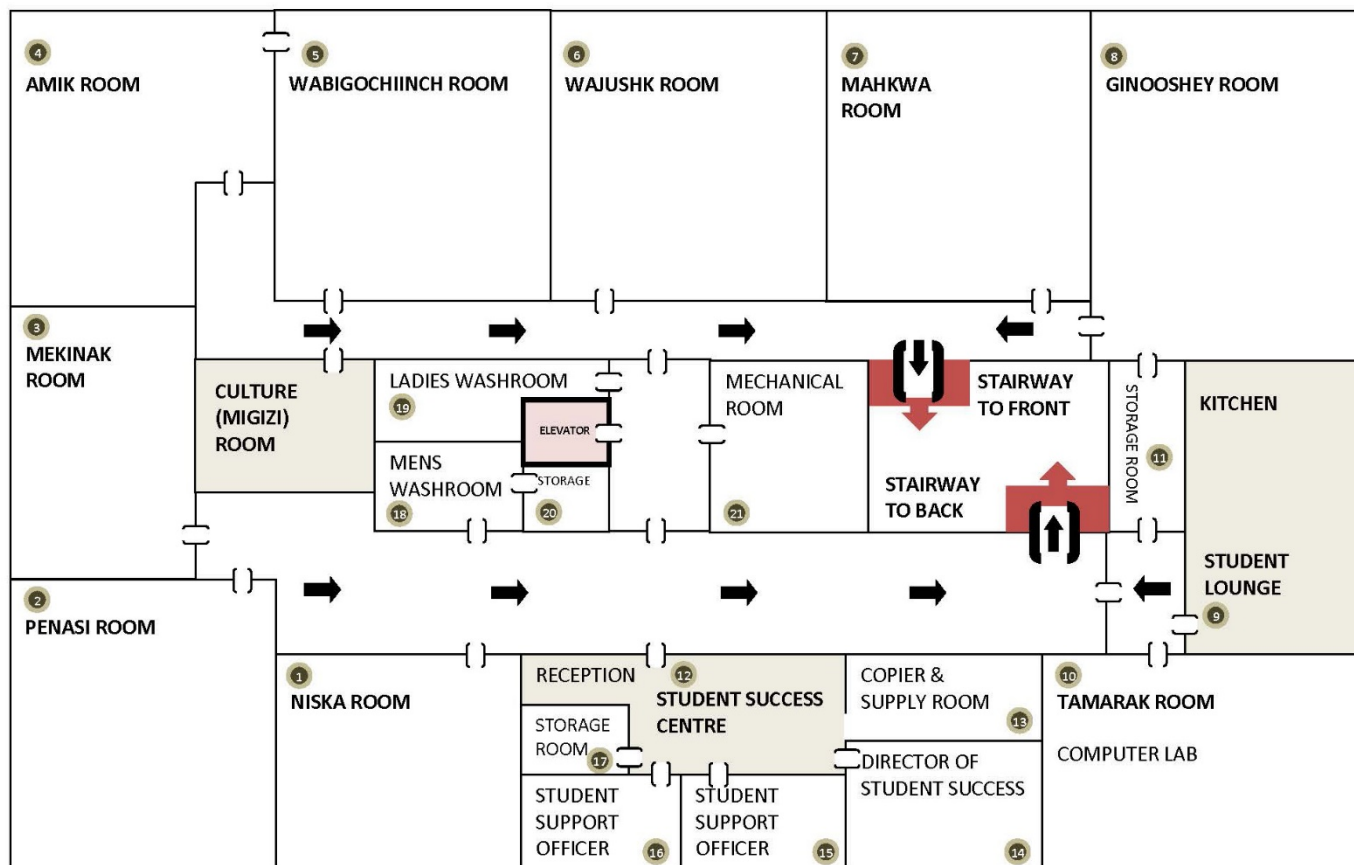 4
AMIK ROOM
5
WABIGOCHIINCH ROOM
6
WAJUSHK ROOM
7
MAHKWA
ROOM
8
GINOOSHEY ROOM
3
MEKINAK
ROOM
CULTURE
(MIGIZI)
ROOM
LADIES WASHROOM
19
ELEVATOR
MENS
WASHROOM
18
STORAGE
20
MECHANICAL
ROOM
21
STAIRWAY
TO FRONT
STAIRWAY
TO BACK
STORAGE ROOM
11
KITCHEN
STUDENT
LOUNGE
9
2
PENASI ROOM
1
NISKA ROOM
RECEPTION
12
STUDENT SUCCESS
CENTRE
STORAGE
ROOM
17
COPIER &
SUPPLY ROOM
13
10
TAMARAK ROOM
COMPUTER LAB
STUDENT
SUPPORT
OFFICER
16
STUDENT
SUPPORT
OFFICER
15
DIRECTOR OF
STUDENT SUCCESS
14